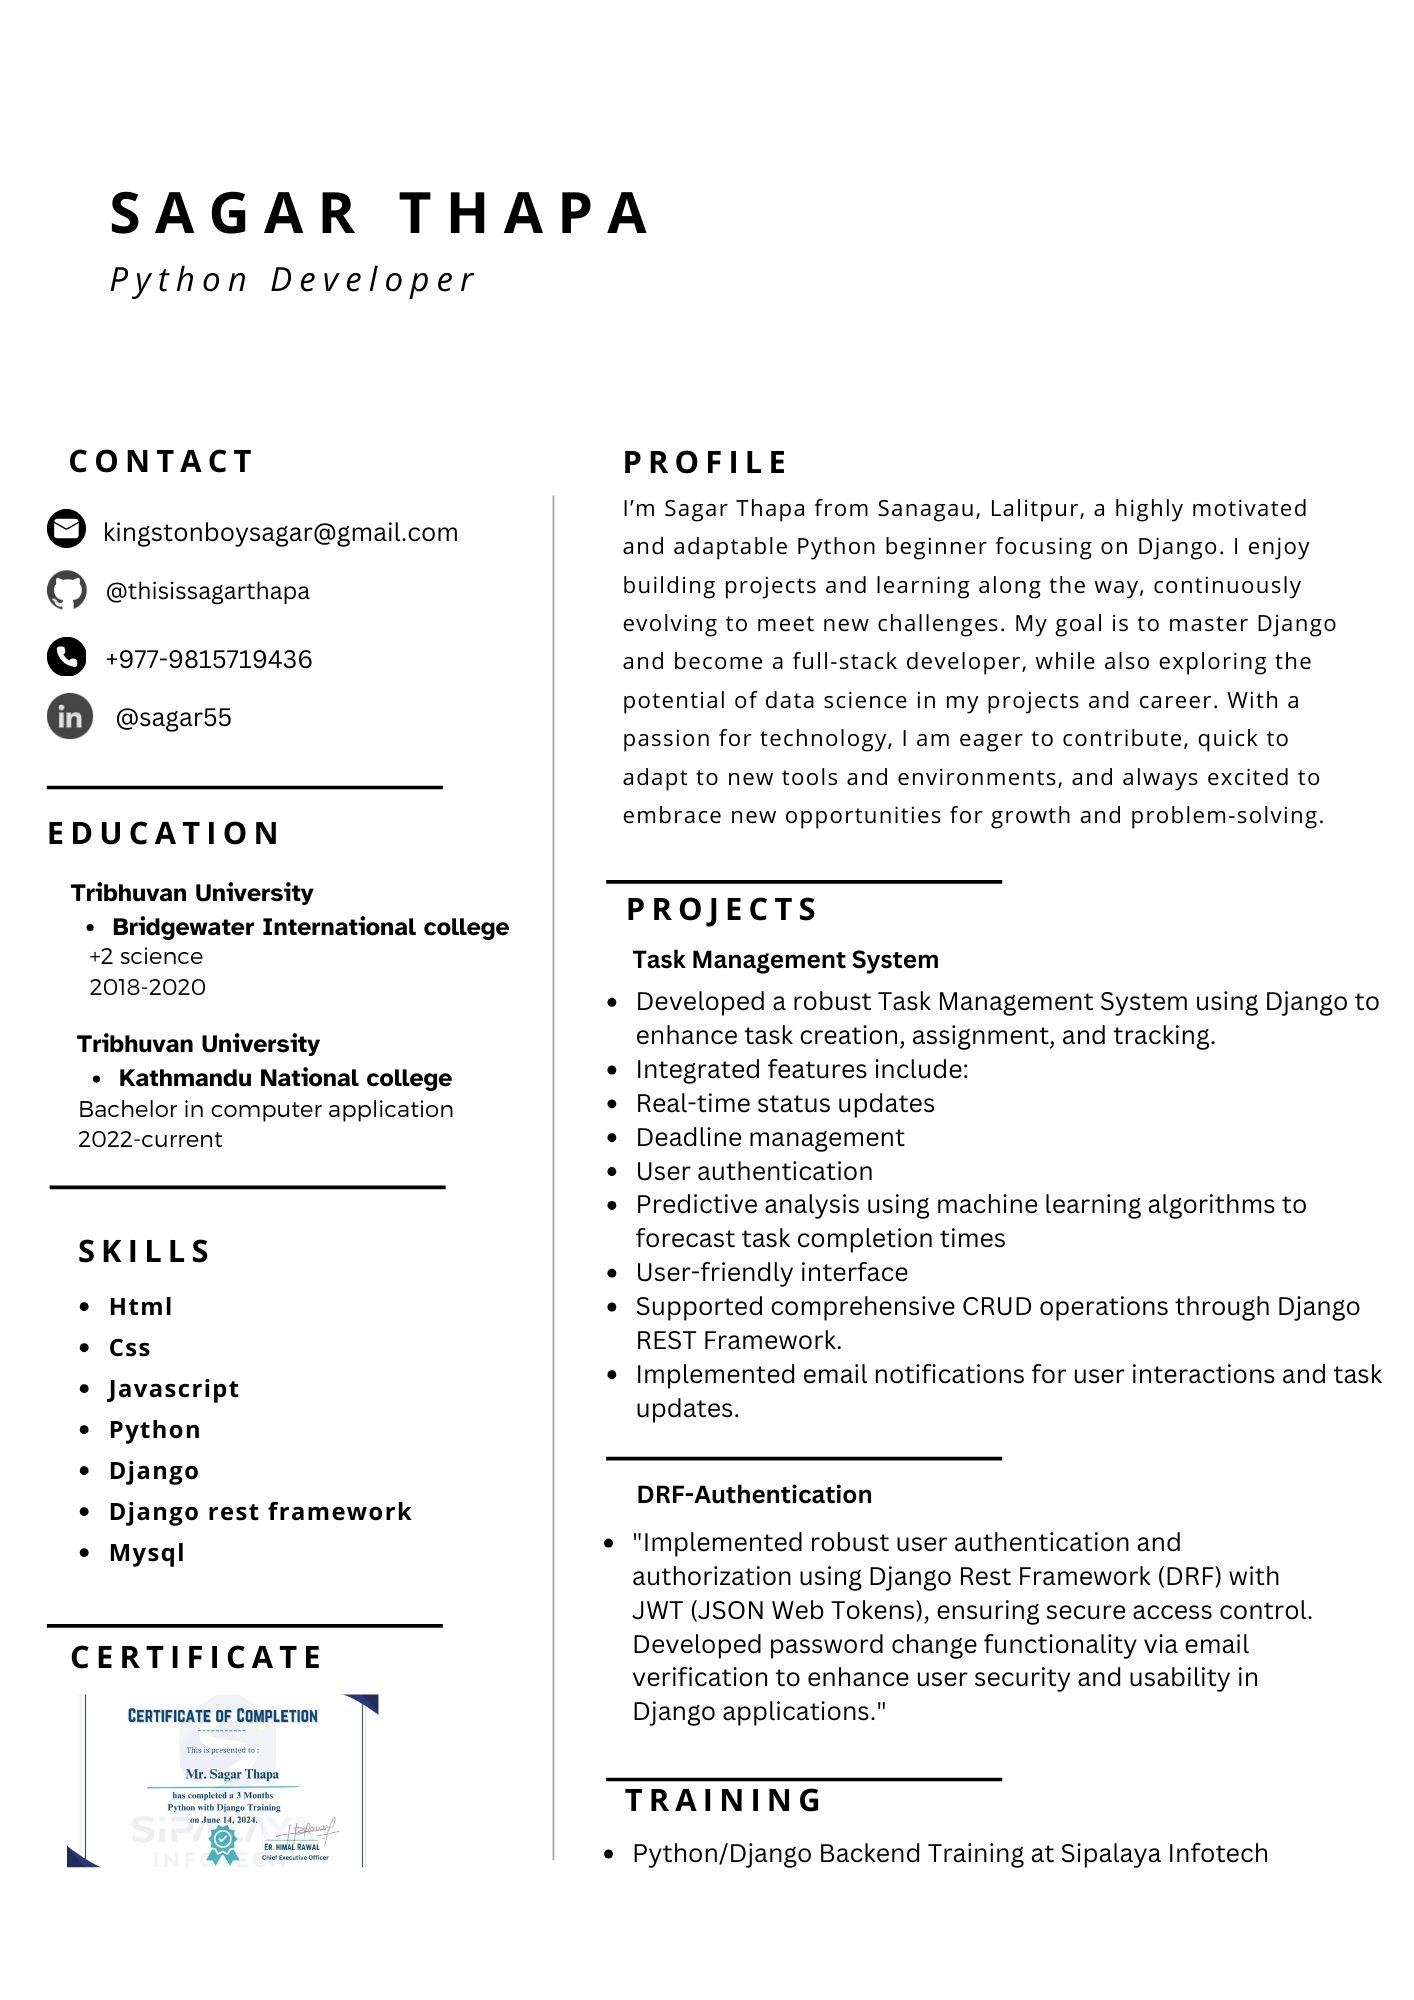 SAGAR THAPA
Python Developer
CONTACT
kingstonboysagar@gmail.com
@thisissagarthapa
+977-9815719436
in @sagar55
EDUCATION
Tribhuvan University
• Bridgewater International college
+2 science
2018-2020
Tribhuvan University
• Kathmandu National college
Bachelor in computer application
2022-current
SKILLS
• Html
• Css
• Javascript
• Python
• Django
• Django rest framework
• Mysql
CERTIFICATE
CERTIFICATE OF COMPLETION
This is presented to :
Mr. Sagar Thapa
has completed a 3 Months
Python with Django Training
on June 14, 2024.
SIPALAYA
INFOTECH
ER. HIMAL RAWAL
Chief Executive Officer
PROFILE
I’m Sagar Thapa from Sanagau, Lalitpur, a highly motivated
and adaptable Python beginner focusing on Django. I enjoy
building projects and learning along the way, continuously
evolving to meet new challenges. My goal is to master Django
and become a full-stack developer, while also exploring the
potential of data science in my projects and career. With a
passion for technology, I am eager to contribute, quick to
adapt to new tools and environments, and always excited to
embrace new opportunities for growth and problem-solving.
PROJECTS
Task Management System
• Developed a robust Task Management System using Django to
enhance task creation, assignment, and tracking.
• Integrated features include:
• Real-time status updates
• Deadline management
• User authentication
• Predictive analysis using machine learning algorithms to
forecast task completion times
• User-friendly interface
• Supported comprehensive CRUD operations through Django
REST Framework.
• Implemented email notifications for user interactions and task
updates.
DRF-Authentication
• "Implemented robust user authentication and
authorization using Django Rest Framework (DRF) with
JWT (JSON Web Tokens), ensuring secure access control.
Developed password change functionality via email
verification to enhance user security and usability in
Django applications."
TRAINING
• Python/Django Backend Training at Sipalaya Infotech